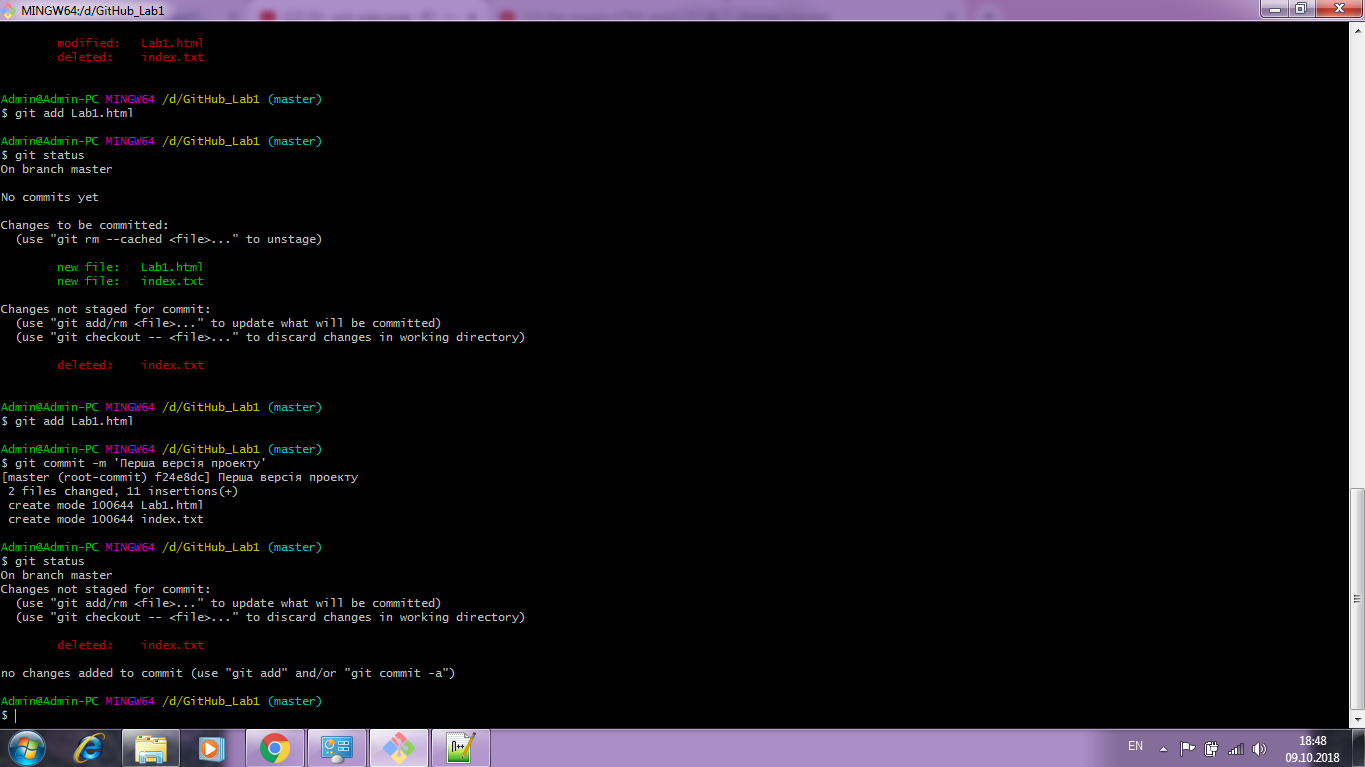 MINGW64:/d/GitHub_Lab1
modified:   Lab1.html
deleted:    index.txt
Admin@Admin-PC MINGW64 /d/GitHub_Lab1 (master)
$ git add Lab1.html
Admin@Admin-PC MINGW64 /d/GitHub_Lab1 (master)
$ git status
On branch master
No commits yet
Changes to be committed:
(use "git rm --cached <file>..." to unstage)
new file:   Lab1.html
new file:   index.txt
Changes not staged for commit:
(use "git add/rm <file>..." to update what will be committed)
(use "git checkout -- <file>..." to discard changes in working directory)
deleted:    index.txt
Admin@Admin-PC MINGW64 /d/GitHub_Lab1 (master)
$ git add Lab1.html
Admin@Admin-PC MINGW64 /d/GitHub_Lab1 (master)
$ git commit -m 'Перша версія проекту'
[master (root-commit) f24e8dc] Перша версія проекту
2 files changed, 11 insertions(+)
create mode 100644 Lab1.html
create mode 100644 index.txt
Admin@Admin-PC MINGW64 /d/GitHub_Lab1 (master)
$ git status
On branch master
Changes not staged for commit:
(use "git add/rm <file>..." to update what will be committed)
(use "git checkout -- <file>..." to discard changes in working directory)
deleted:    index.txt
no changes added to commit (use "git add" and/or "git commit -a")
Admin@Admin-PC MINGW64 /d/GitHub_Lab1 (master)
$
EN
18:48
09.10.2018